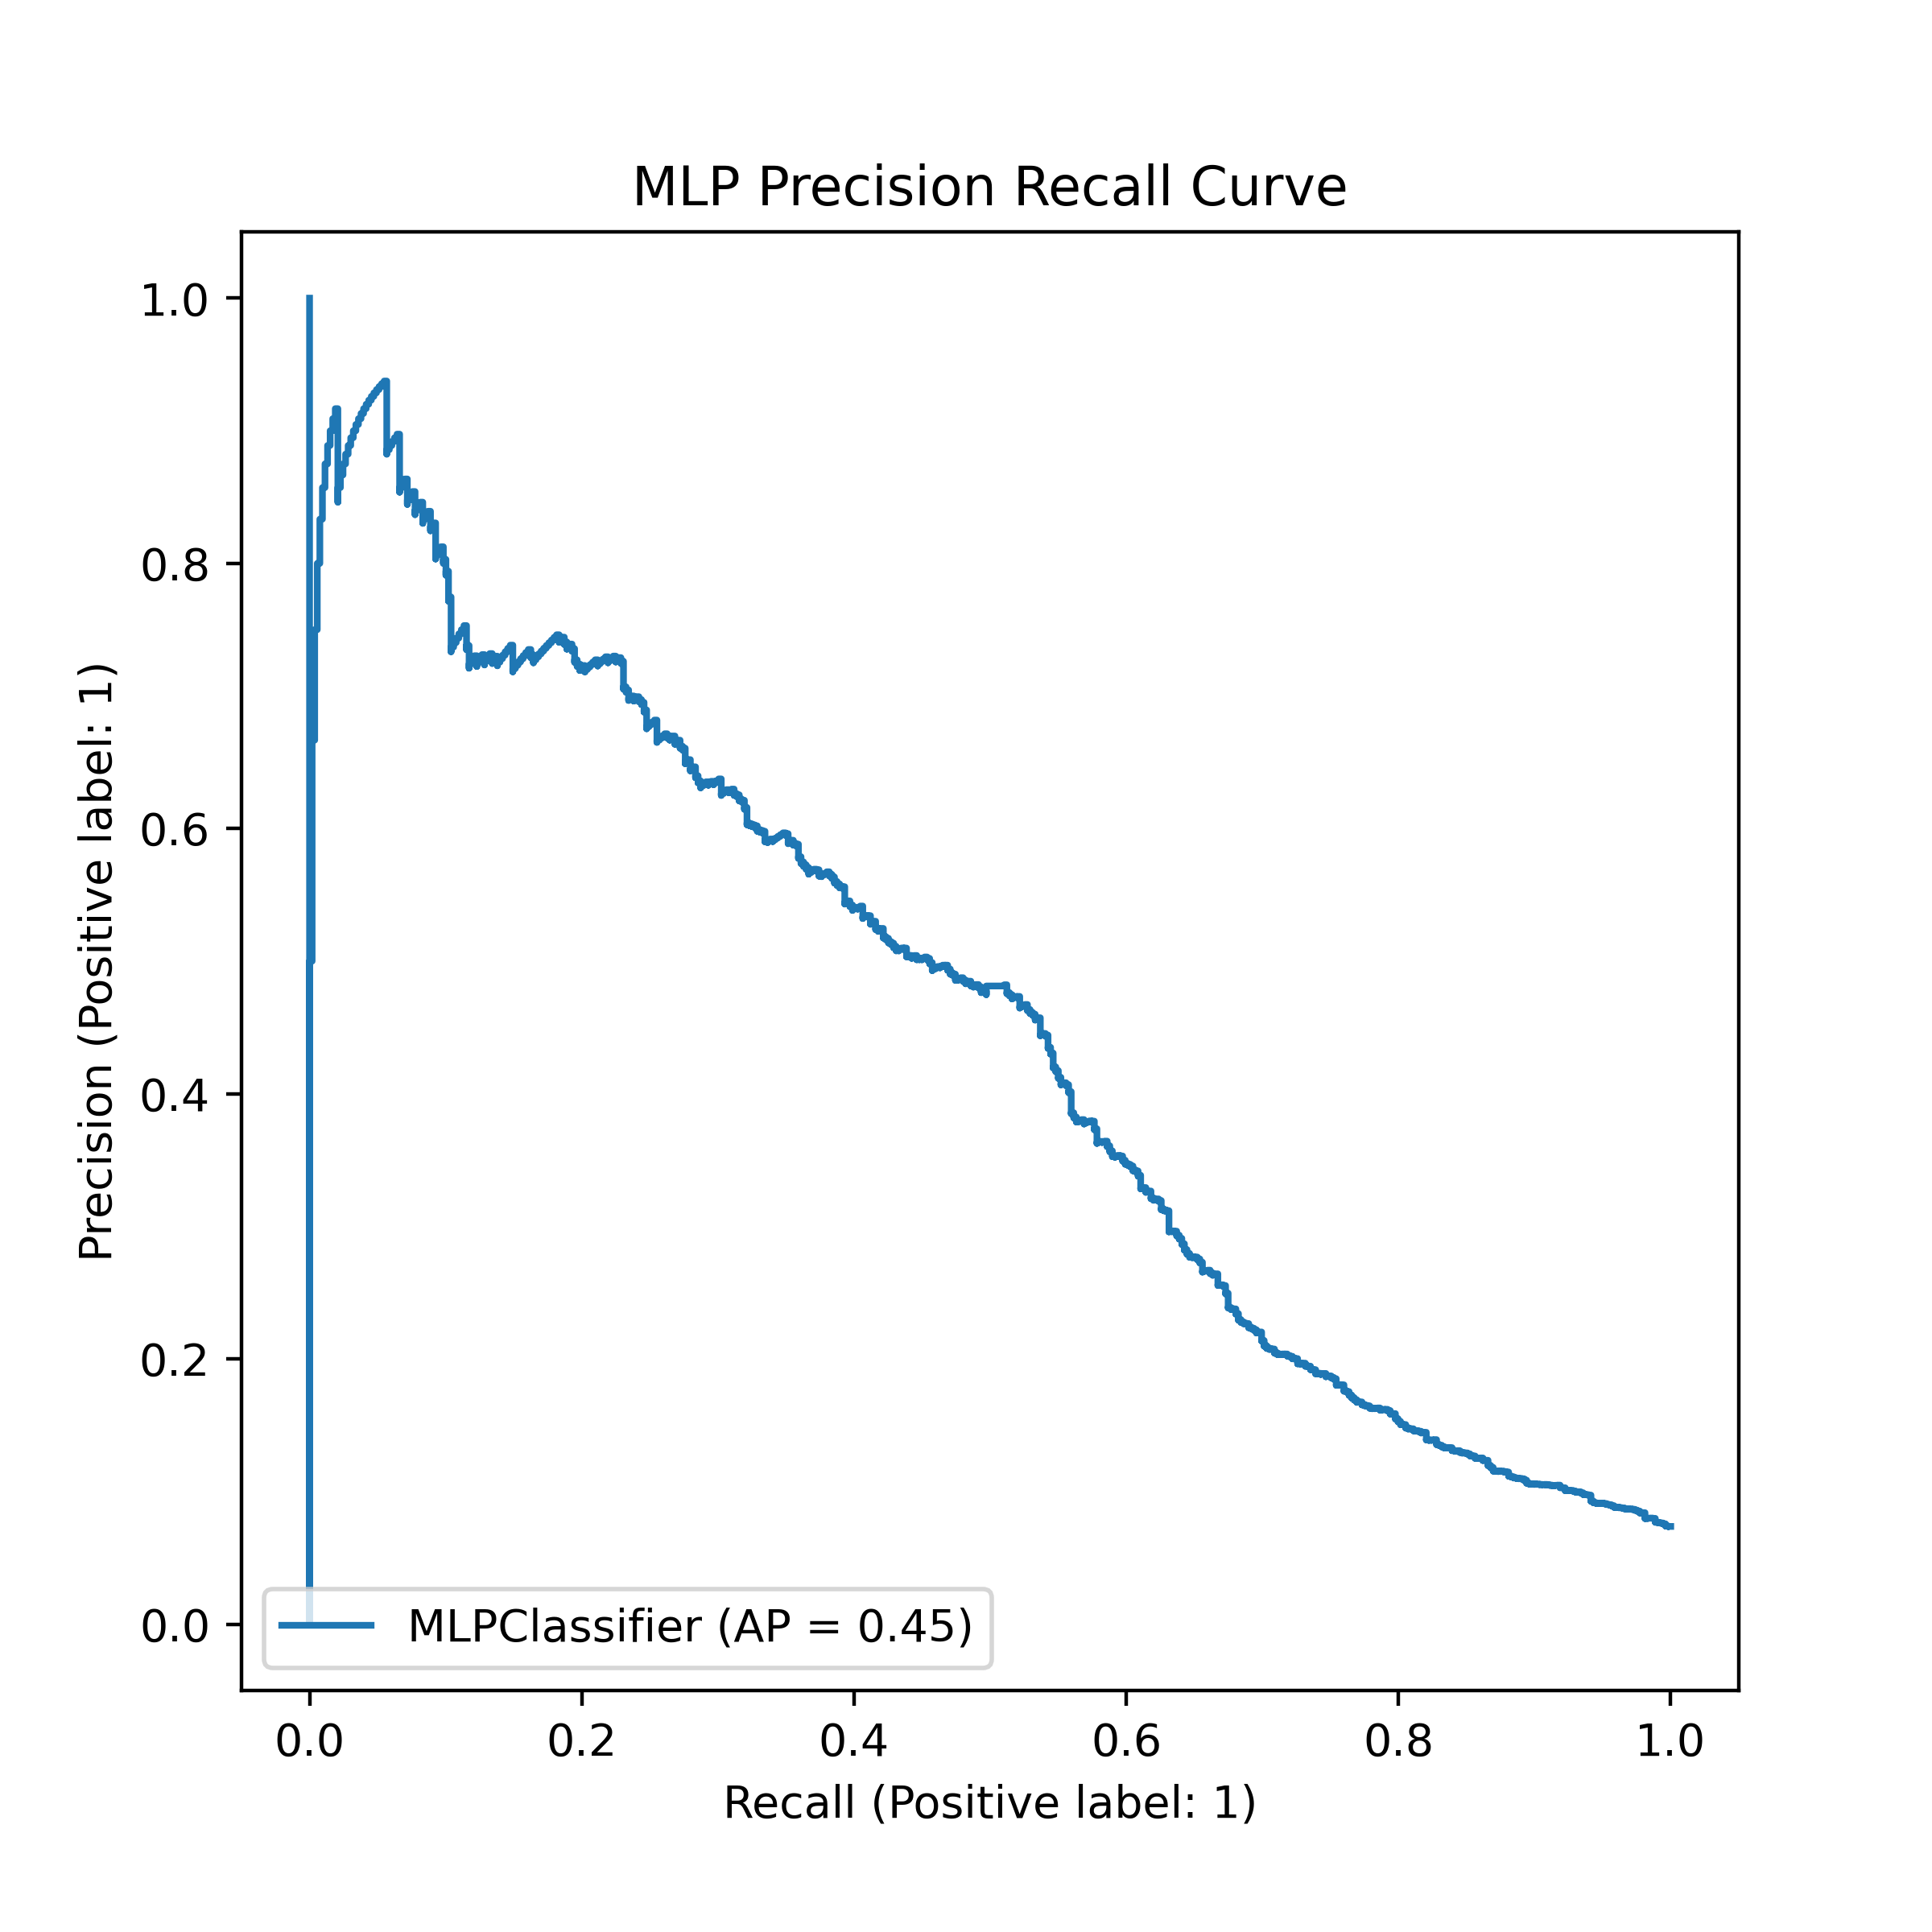 MLP Precision Recall Curve
Precision (Positive label: 1)
1.0
0.8
0.6
0.4
0.2
0.0
MLPClassifier (AP = 0.45)
0.0 0.2 0.4 0.6 0.8 1.0
Recall (Positive label: 1)